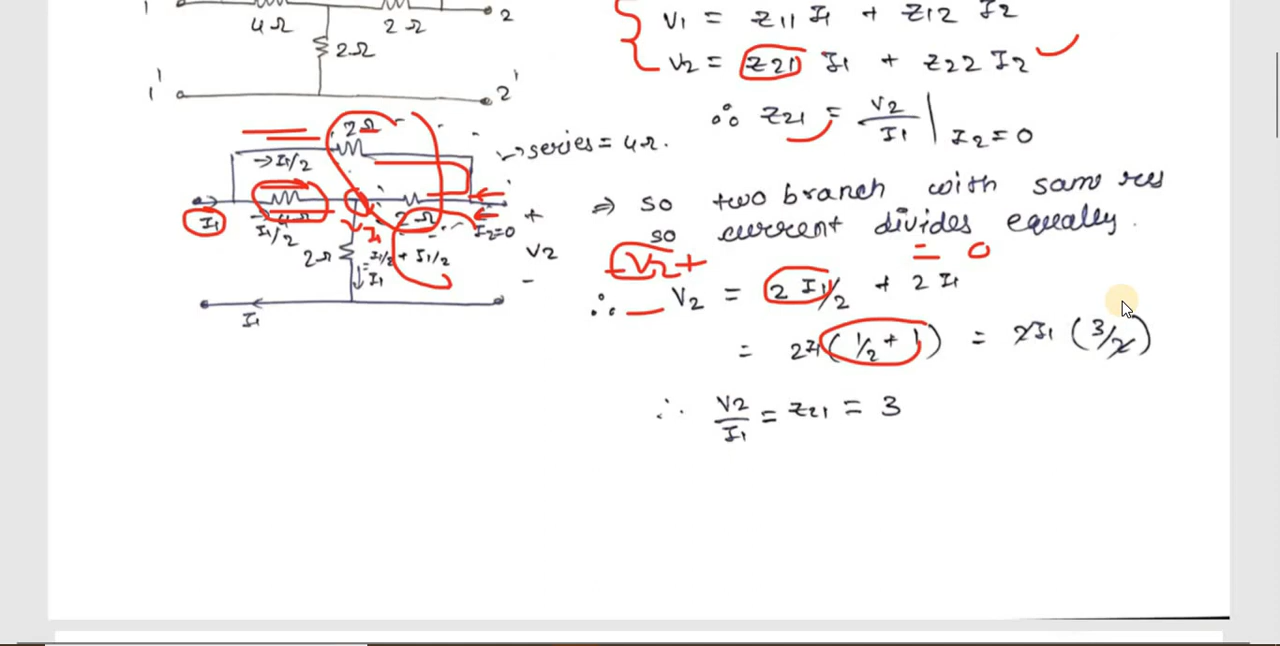 1
4Ω
2Ω
2
2Ω
1'
2'
V1 = Z11 I1 + Z12 I2
V2 = Z21 I1 + Z22 I2
∴ Z21 = V2/I1 | I2=0
2Ω
→ series = 4Ω.
→ I1/2
I1
4Ω
I1/2
I1
2Ω
I2=0
+
V2
-
2Ω
= I1/2 + I1/2
↓ I1
I1
⇒ so two branch with same res
so current divides equally.
= 0
- V2 +
∴ V2 = 2 I1/2 + 2 I1
= 2I1 (1/2 + 1) = 2I1 (3/2)
∴ V2/I1 = Z21 = 3